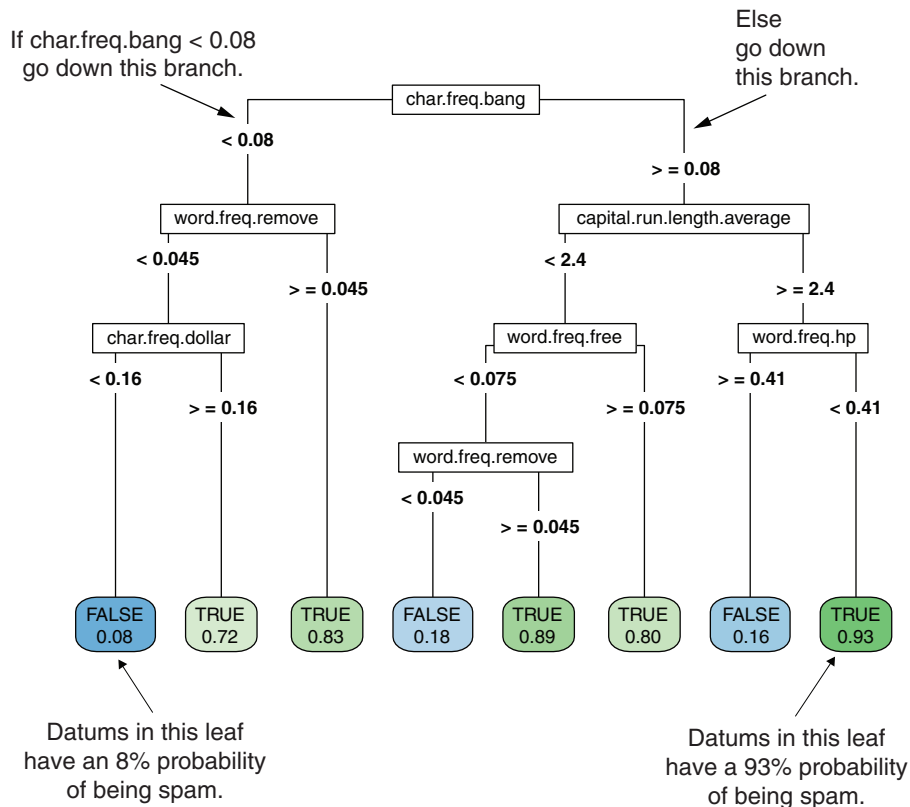 If char.freq.bang < 0.08
go down this branch.
Else
go down
this branch.
char.freq.bang
< 0.08
> = 0.08
word.freq.remove
capital.run.length.average
< 0.045
> = 0.045
< 2.4
> = 2.4
char.freq.dollar
word.freq.free
word.freq.hp
< 0.16
> = 0.16
< 0.075
> = 0.075
> = 0.41
< 0.41
word.freq.remove
< 0.045
> = 0.045
FALSE
0.08
TRUE
0.72
TRUE
0.83
FALSE
0.18
TRUE
0.89
TRUE
0.80
FALSE
0.16
TRUE
0.93
Datums in this leaf
have an 8% probability
of being spam.
Datums in this leaf
have a 93% probability
of being spam.